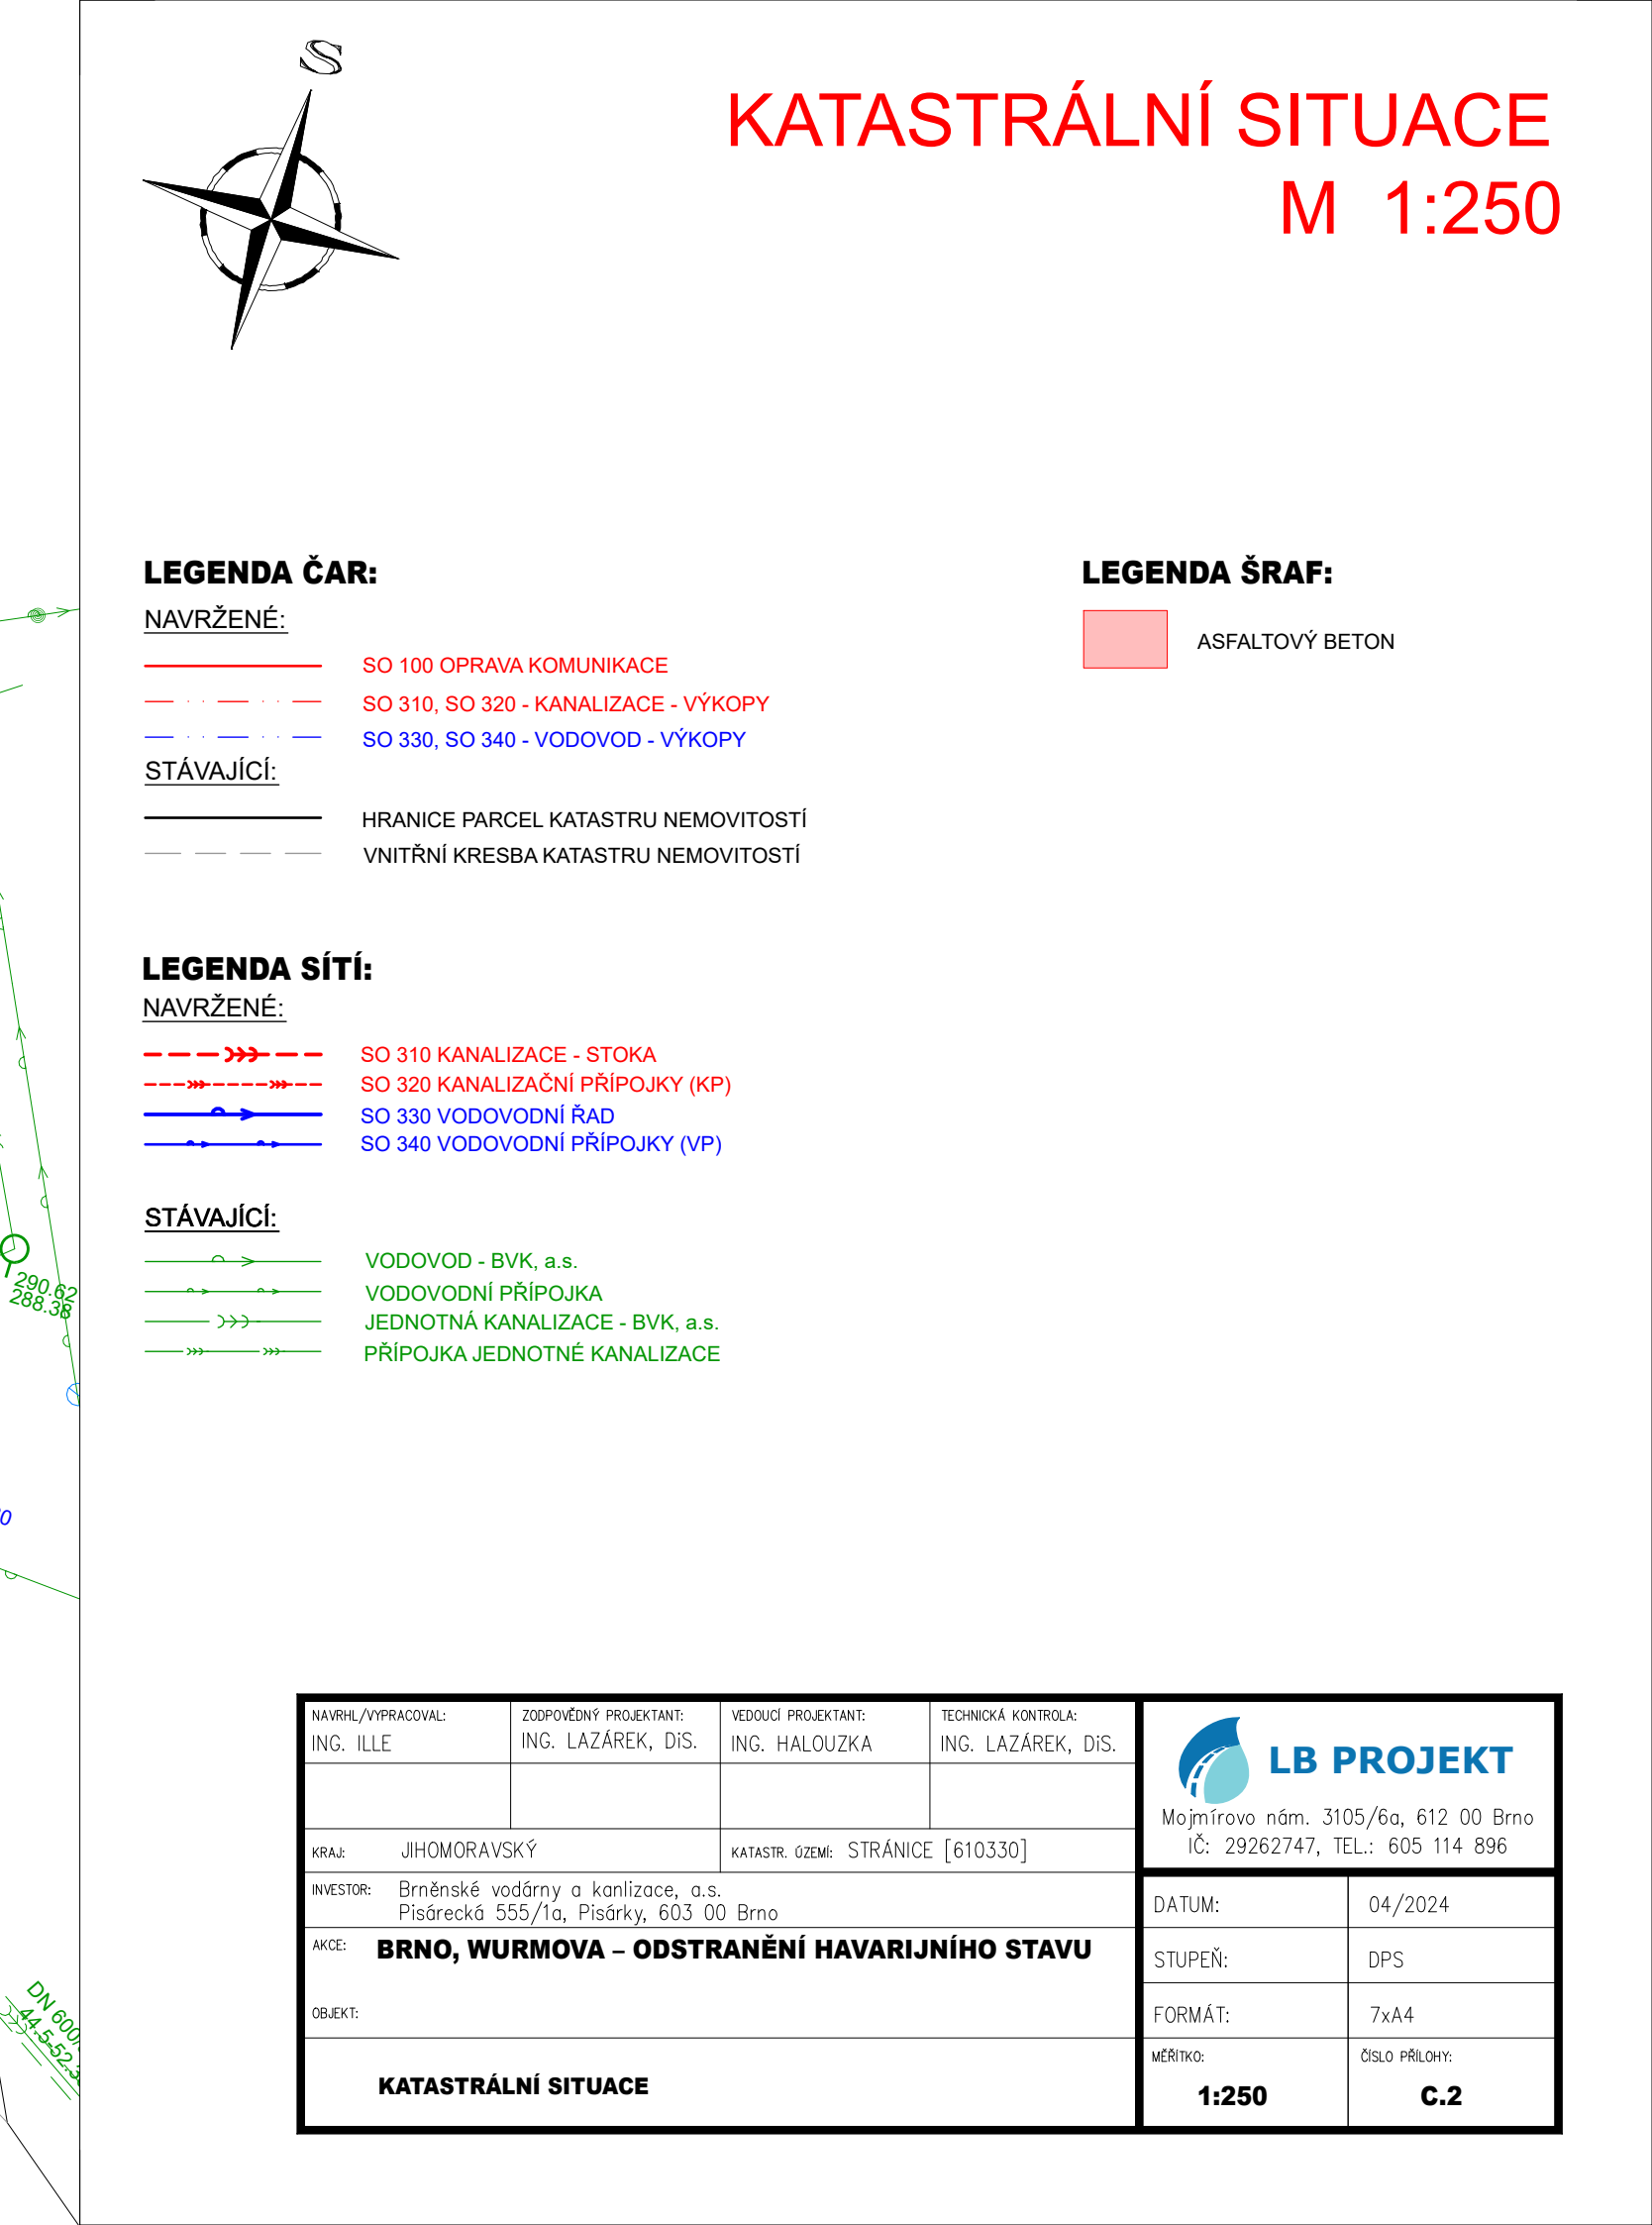 S
KATASTRÁLNÍ SITUACE
M 1:250
LEGENDA ČAR:
NAVRŽENÉ:
SO 100 OPRAVA KOMUNIKACE
SO 310, SO 320 - KANALIZACE - VÝKOPY
SO 330, SO 340 - VODOVOD - VÝKOPY
STÁVAJÍCÍ:
HRANICE PARCEL KATASTRU NEMOVITOSTÍ
VNITŘNÍ KRESBA KATASTRU NEMOVITOSTÍ
LEGENDA ŠRAF:
ASFALTOVÝ BETON
LEGENDA SÍTÍ:
NAVRŽENÉ:
SO 310 KANALIZACE - STOKA
SO 320 KANALIZAČNÍ PŘÍPOJKY (KP)
SO 330 VODOVODNÍ ŘAD
SO 340 VODOVODNÍ PŘÍPOJKY (VP)
STÁVAJÍCÍ:
VODOVOD - BVK, a.s.
VODOVODNÍ PŘÍPOJKA
JEDNOTNÁ KANALIZACE - BVK, a.s.
PŘÍPOJKA JEDNOTNÉ KANALIZACE
290.62
288.38
0
DN 600/
44.5-52.3
NAVRHL/VYPRACOVAL:
ING. ILLE
ZODPOVĚDNÝ PROJEKTANT:
ING. LAZÁREK, DiS.
VEDOUCÍ PROJEKTANT:
ING. HALOUZKA
TECHNICKÁ KONTROLA:
ING. LAZÁREK, DiS.
KRAJ: JIHOMORAVSKÝ
KATASTR. ÚZEMÍ: STRÁNICE [610330]
INVESTOR: Brněnské vodárny a kanlizace, a.s.
Pisárecká 555/1a, Pisárky, 603 00 Brno
AKCE: BRNO, WURMOVA – ODSTRANĚNÍ HAVARIJNÍHO STAVU
OBJEKT:
KATASTRÁLNÍ SITUACE
LB PROJEKT
Mojmírovo nám. 3105/6a, 612 00 Brno
IČ: 29262747, TEL.: 605 114 896
DATUM: 04/2024
STUPEŇ: DPS
FORMÁT: 7xA4
MĚŘÍTKO:
1:250
ČÍSLO PŘÍLOHY:
C.2